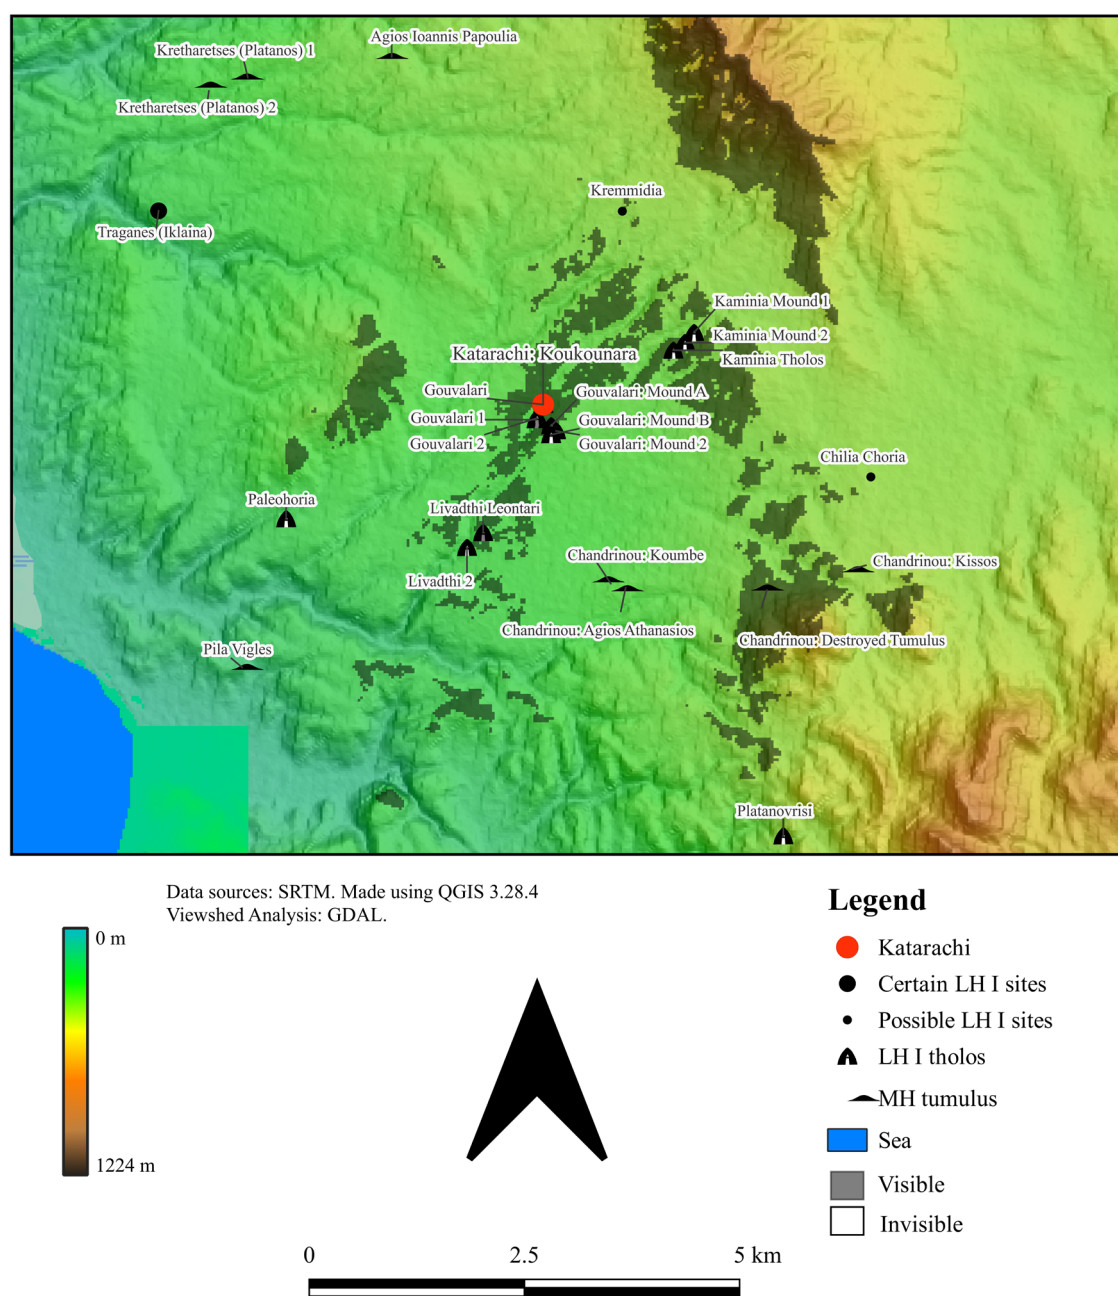 Agios Ioannis Papoulia
Kretharetses (Platanos) 1
Kretharetses (Platanos) 2
Kremmidia
Traganes (Iklaina)
Kaminia Mound 1
Kaminia Mound 2
Katarachi: Koukounara
Kaminia Tholos
Gouvalari
Gouvalari: Mound A
Gouvalari 1
Gouvalari: Mound B
Gouvalari 2
Gouvalari: Mound 2
Chilia Choria
Paleohoria
Livadthi Leontari
Chandrinou: Koumbe
Chandrinou: Kissos
Livadthi 2
Chandrinou: Agios Athanasios
Chandrinou: Destroyed Tumulus
Pila Vigles
Platanovrisi
Data sources: SRTM. Made using QGIS 3.28.4
Viewshed Analysis: GDAL.
0 m
1224 m
Legend
Katarachi
Certain LH I sites
Possible LH I sites
LH I tholos
MH tumulus
Sea
Visible
Invisible
0 2.5 5 km